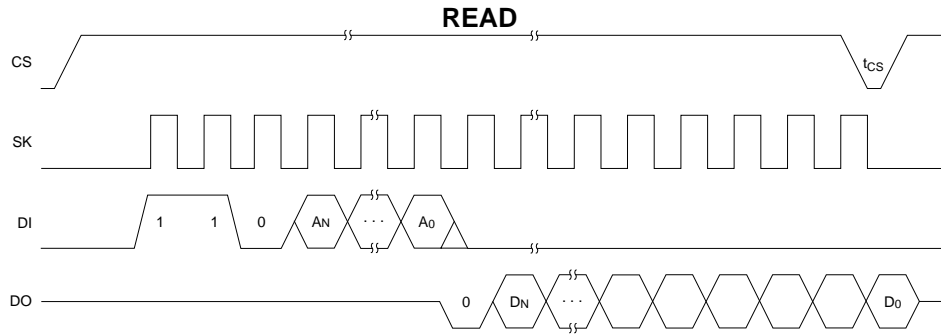 READ
CS
tCS
SK
DI 1 1 0 AN ... A0
DO 0 DN ... D0